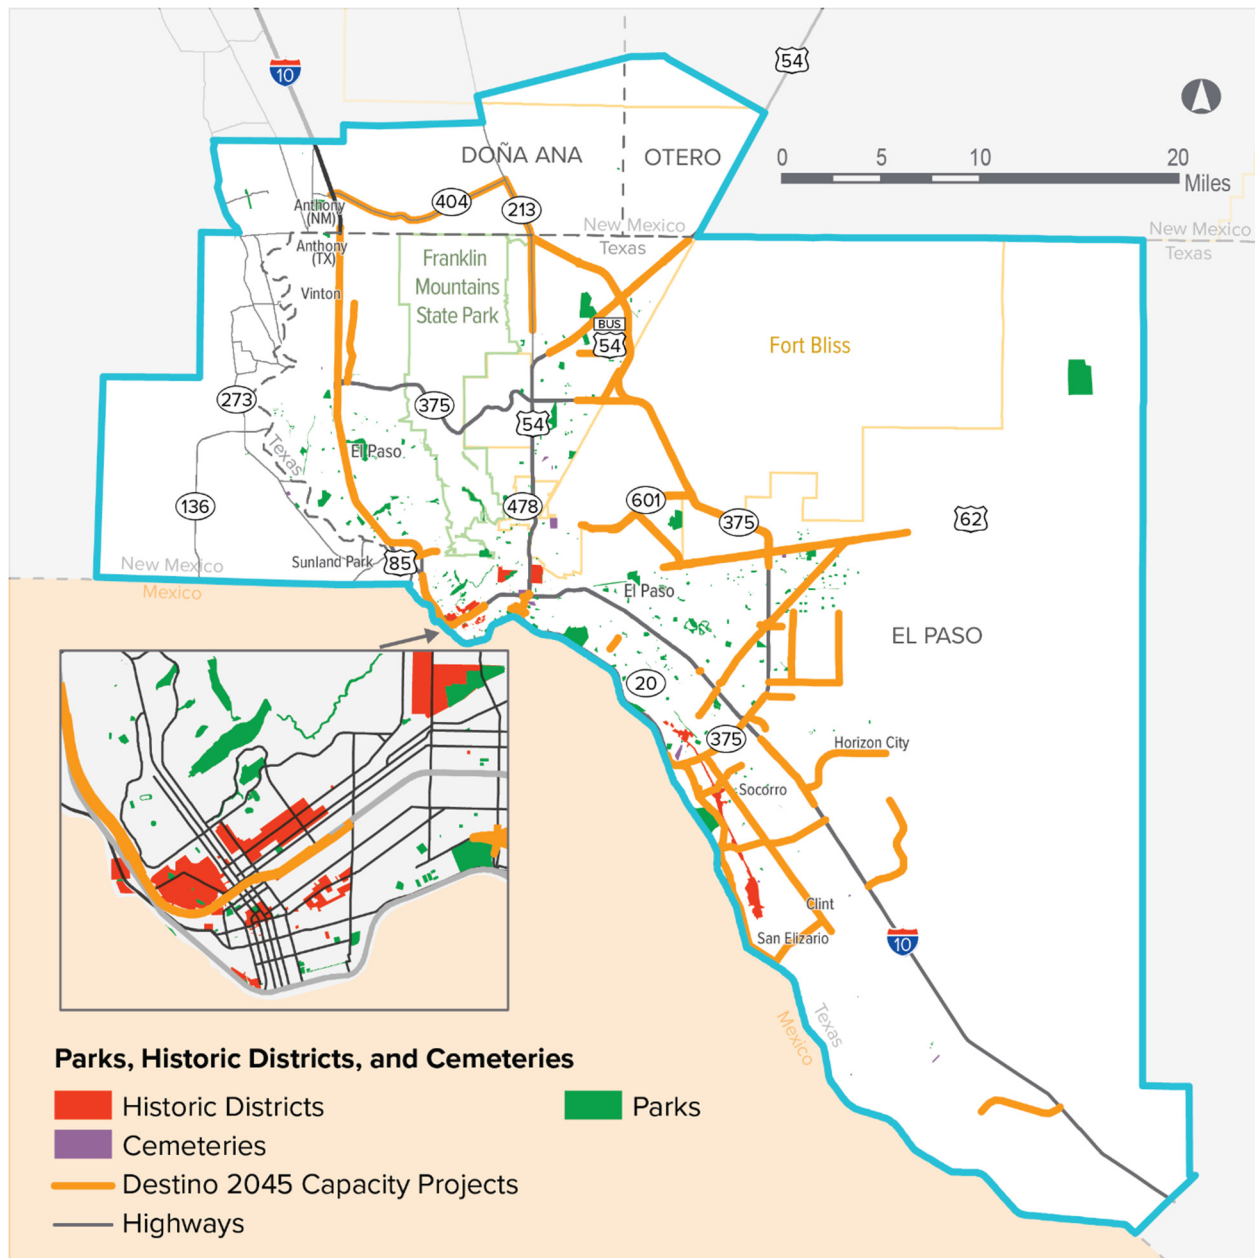 54
10
DOÑA ANA
OTERO
0 5 10 20
Miles
404
213
Anthony
(NM)
New Mexico
Texas
New Mexico
Texas
Anthony
(TX)
Franklin
Mountains
State Park
Vinton
BUS
54
Fort Bliss
273
375
54
Texas
El Paso
136
478
601
375
62
New Mexico
Mexico
Sunland Park
85
El Paso
EL PASO
20
375
Horizon City
Socorro
Clint
San Elizario
10
Texas
Mexico
Parks, Historic Districts, and Cemeteries
Historic Districts
Parks
Cemeteries
Destino 2045 Capacity Projects
Highways